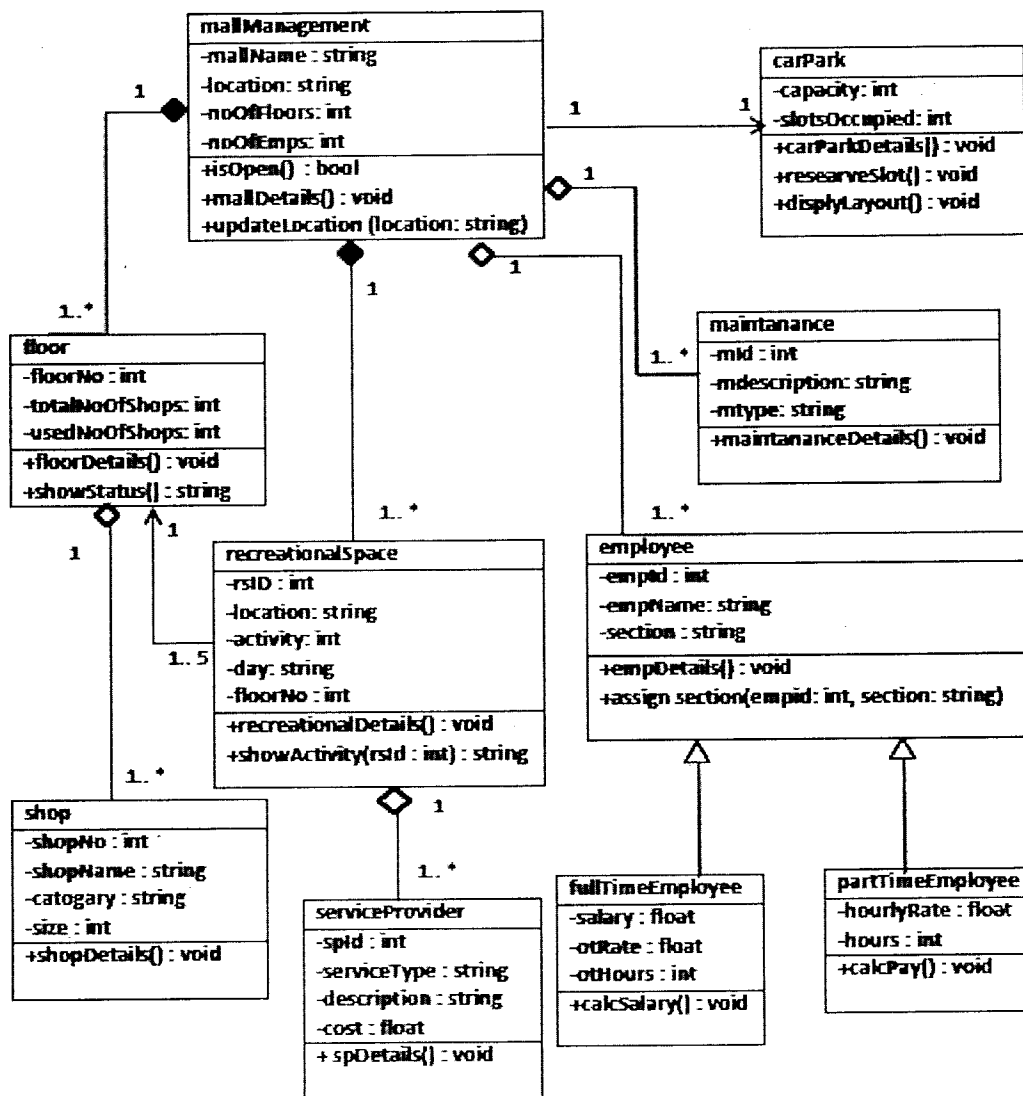 mallManagement
-mallName : string
-location: string
-noOfFloors: int
-noOfEmps: int
+isOpen() : bool
+mallDetails() : void
+updateLocation (location: string)
carPark
-capacity: int
-slotsOccupied: int
+carParkDetails() : void
+researveSlot() : void
+displyLayout() : void
1
1
1
1
1
1
1..*
1..*
1..*
1..*
floor
-floorNo : int
-totalNoOfShops: int
-usedNoOfShops: int
+floorDetails() : void
+showStatus() : string
maintanance
-mId : int
-mdescription: string
-mtype: string
+maintananceDetails() : void
1
1
1..5
recreationalSpace
-rsID : int
-location: string
-activity: int
-day: string
-floorNo : int
+recreationalDetails() : void
+showActivity(rsId : int) : string
employee
-empId : int
-empName: string
-section : string
+empDetails() : void
+assign section(empid: int, section: string)
1..*
1
1..*
shop
-shopNo : int
-shopName : string
-catogary : string
-size : int
+shopDetails() : void
serviceProvider
-spId : int
-serviceType : string
-description : string
-cost : float
+ spDetails() : void
fullTimeEmployee
-salary : float
-otRate : float
-otHours : int
+calcSalary() : void
partTimeEmployee
-hourlyRate : float
-hours : int
+calcPay() : void